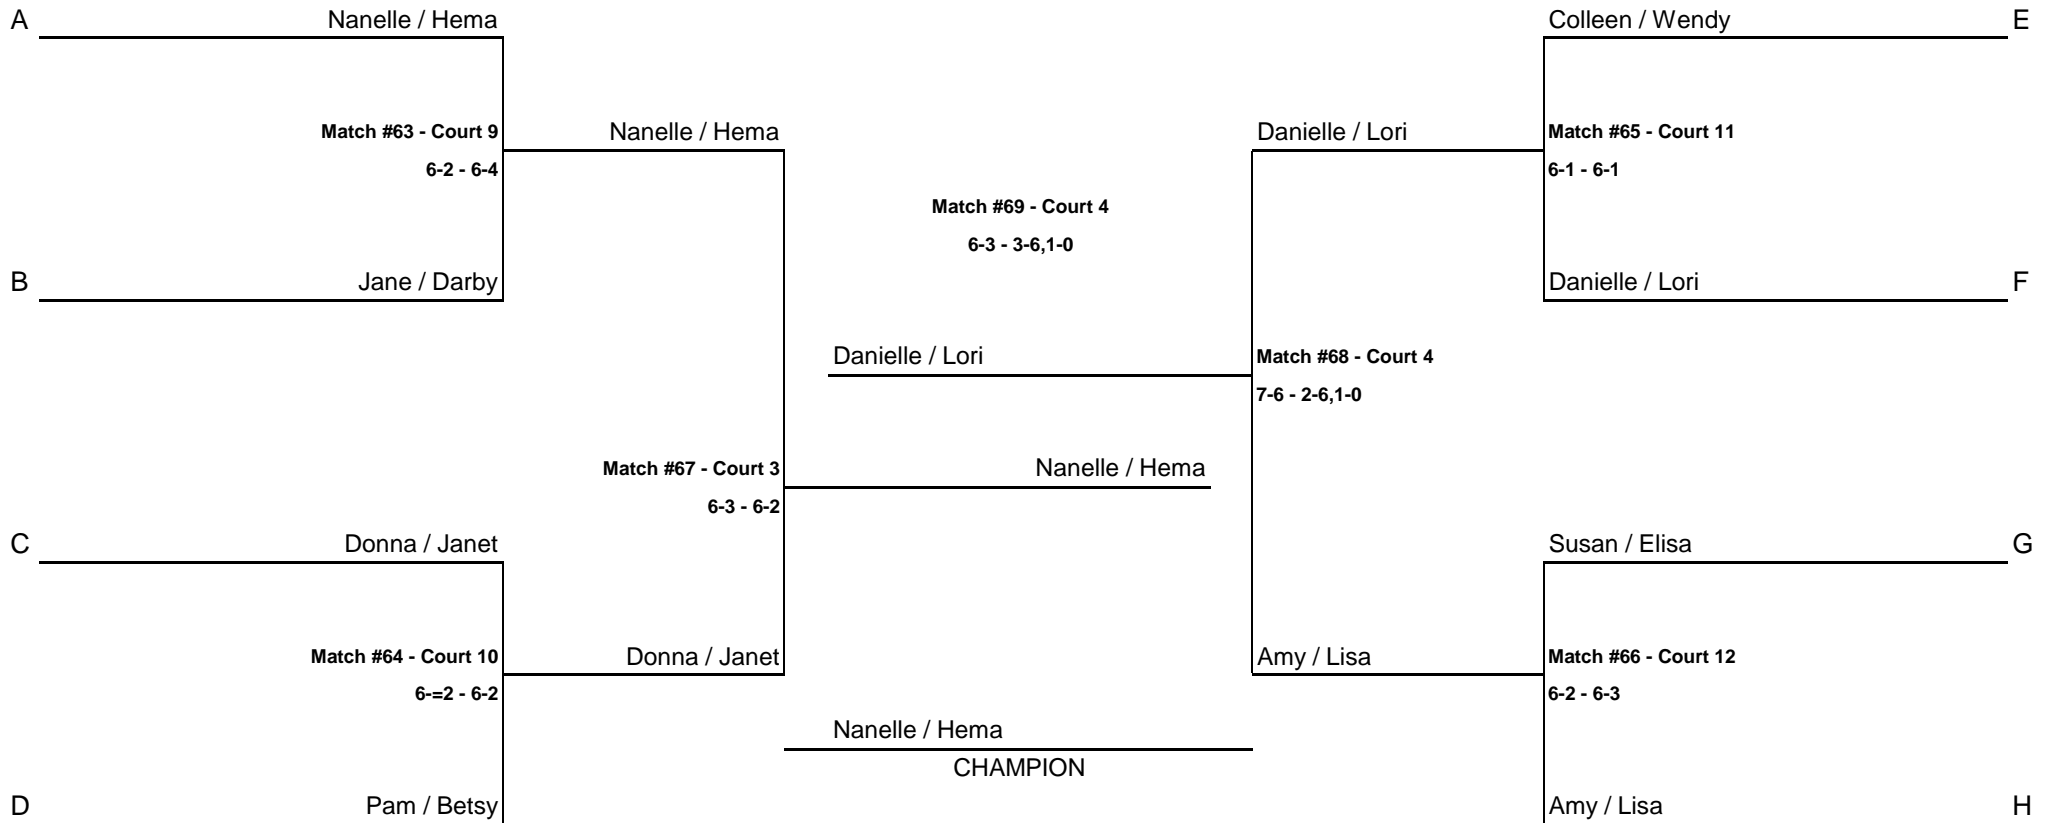 A
Nanelle / Hema
Colleen / Wendy
E
Match #63 - Court 9
Nanelle / Hema
Danielle / Lori
Match #65 - Court 11
6-2 - 6-4
6-1 - 6-1
Match #69 - Court 4
6-3 - 3-6,1-0
B
Jane / Darby
Danielle / Lori
F
Danielle / Lori
Match #68 - Court 4
7-6 - 2-6,1-0
Match #67 - Court 3
Nanelle / Hema
6-3 - 6-2
C
Donna / Janet
Susan / Elisa
G
Match #64 - Court 10
Donna / Janet
Amy / Lisa
Match #66 - Court 12
6-=2 - 6-2
6-2 - 6-3
Nanelle / Hema
CHAMPION
D
Pam / Betsy
Amy / Lisa
H